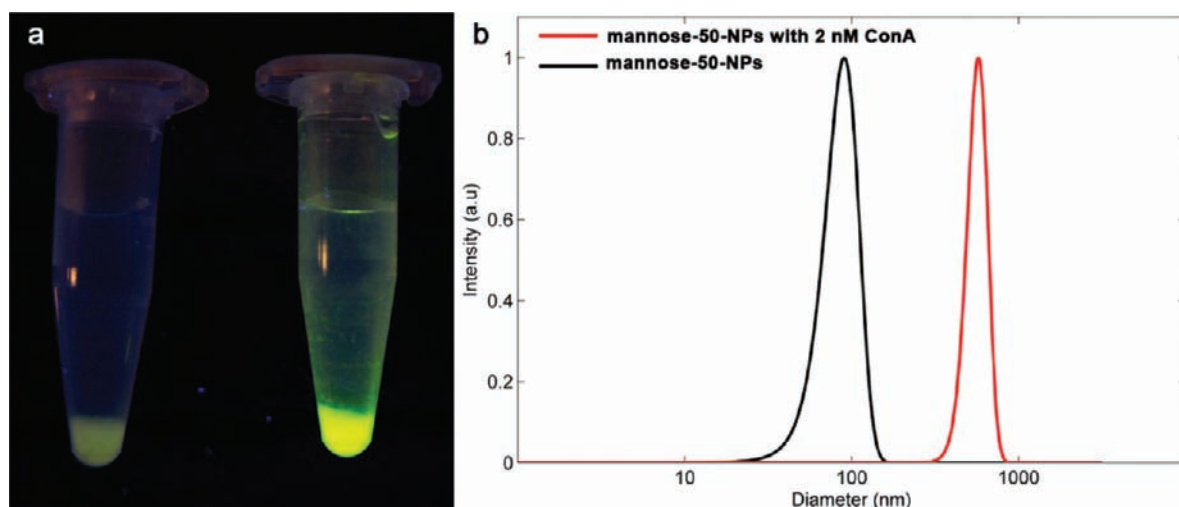 a
b
mannose-50-NPs with 2 nM ConA
mannose-50-NPs
1
0.8
0.6
0.4
0.2
0
Intensity (a.u)
10
100
1000
Diameter (nm)